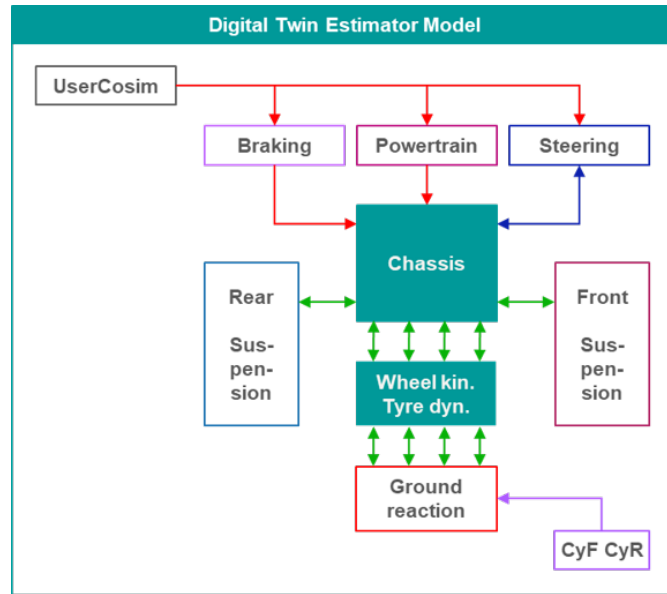 Digital Twin Estimator Model
UserCosim
Braking
Powertrain
Steering
Chassis
Rear
Sus-
pen-
sion
Front
Sus-
pen-
sion
Wheel kin.
Tyre dyn.
Ground
reaction
CyF CyR